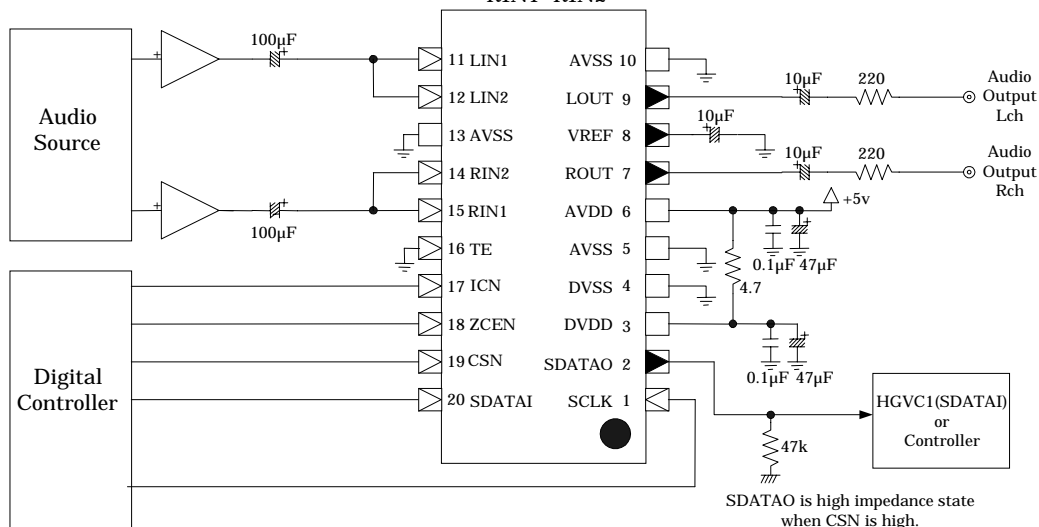 100µF
11 LIN1
AVSS 10
10µF
220
Audio
Output
Lch
12 LIN2
LOUT 9
Audio
Source
13 AVSS
VREF 8
10µF
14 RIN2
ROUT 7
10µF
220
Audio
Output
Rch
15 RIN1
AVDD 6
+5v
100µF
16 TE
AVSS 5
0.1µF 47µF
17 ICN
DVSS 4
4.7
18 ZCEN
DVDD 3
Digital
Controller
19 CSN
SDATAO 2
0.1µF 47µF
20 SDATAI
SCLK 1
HGVC1(SDATAI)
or
Controller
47k
SDATAO is high impedance state
when CSN is high.